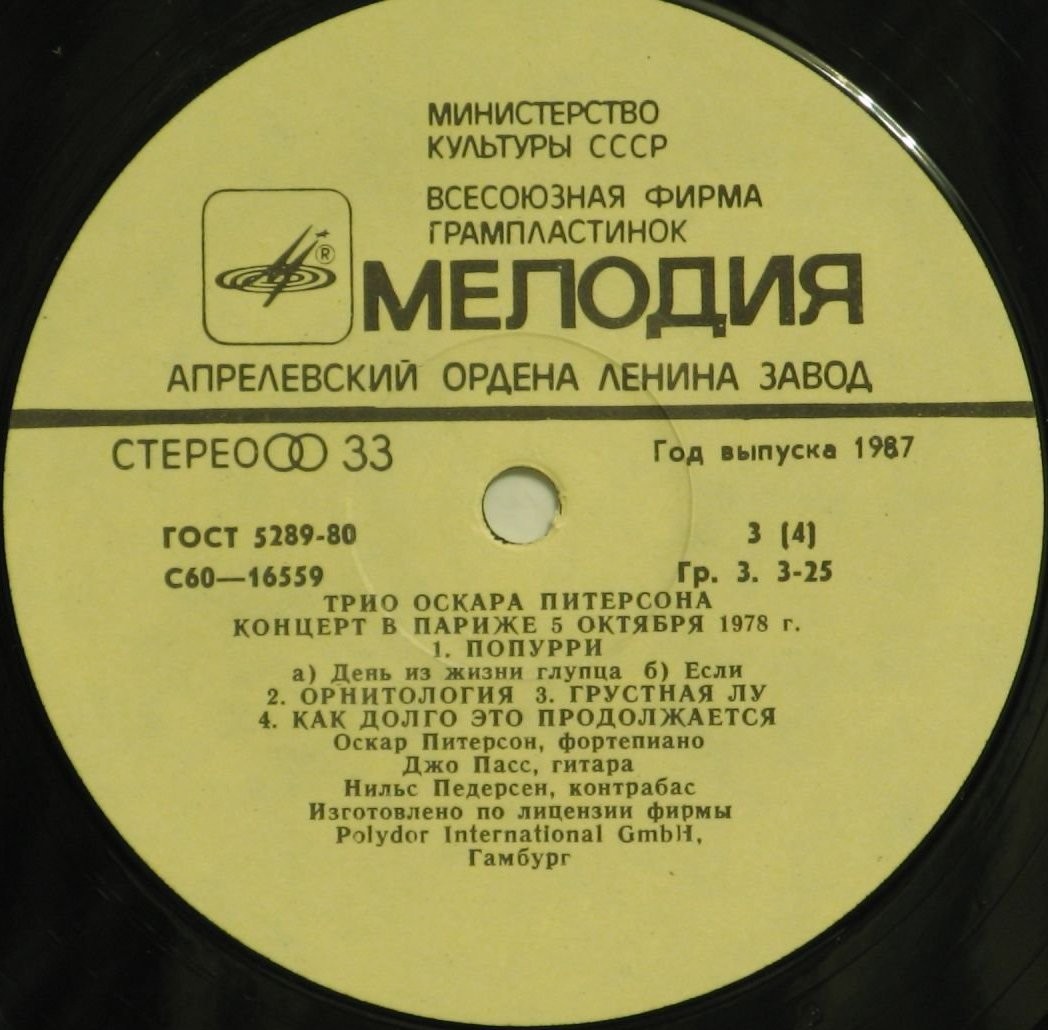 МИНИСТЕРСТВО
КУЛЬТУРЫ СССР
ВСЕСОЮЗНАЯ ФИРМА
ГРАМПЛАСТИНОК
®
МЕЛОДИЯ
АПРЕЛЕВСКИЙ ОРДЕНА ЛЕНИНА ЗАВОД
СТЕРЕО 33
Год выпуска 1987
ГОСТ 5289-80
3 (4)
С60—16559
Гр. 3. 3-25
ТРИО ОСКАРА ПИТЕРСОНА
КОНЦЕРТ В ПАРИЖЕ 5 ОКТЯБРЯ 1978 г.
1. ПОПУРРИ
а) День из жизни глупца б) Если
2. ОРНИТОЛОГИЯ 3. ГРУСТНАЯ ЛУ
4. КАК ДОЛГО ЭТО ПРОДОЛЖАЕТСЯ
Оскар Питерсон, фортепиано
Джо Пасс, гитара
Нильс Педерсен, контрабас
Изготовлено по лицензии фирмы
Polydor International GmbH,
Гамбург